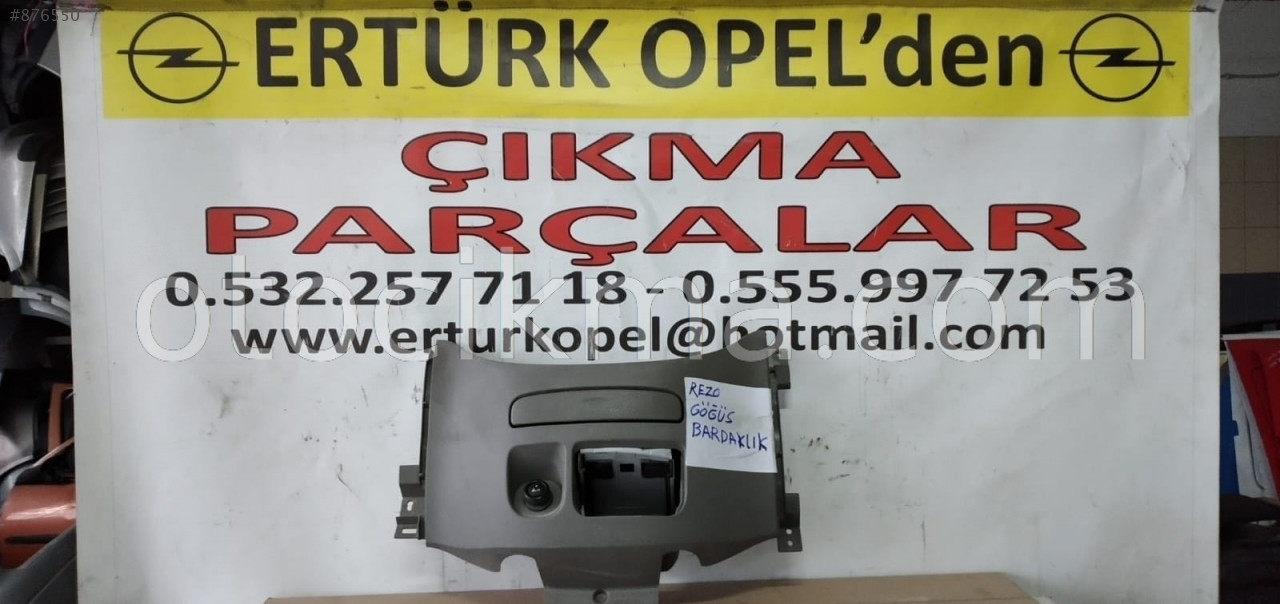 #876550
ERTÜRK OPEL’den
ÇIKMA
PARÇALAR
0.532.257 71 18 - 0.555.997 72 53
www.erturkopel@hotmail.com
otocikma.com
REZO
GÖĞÜS
BARDAKLIK